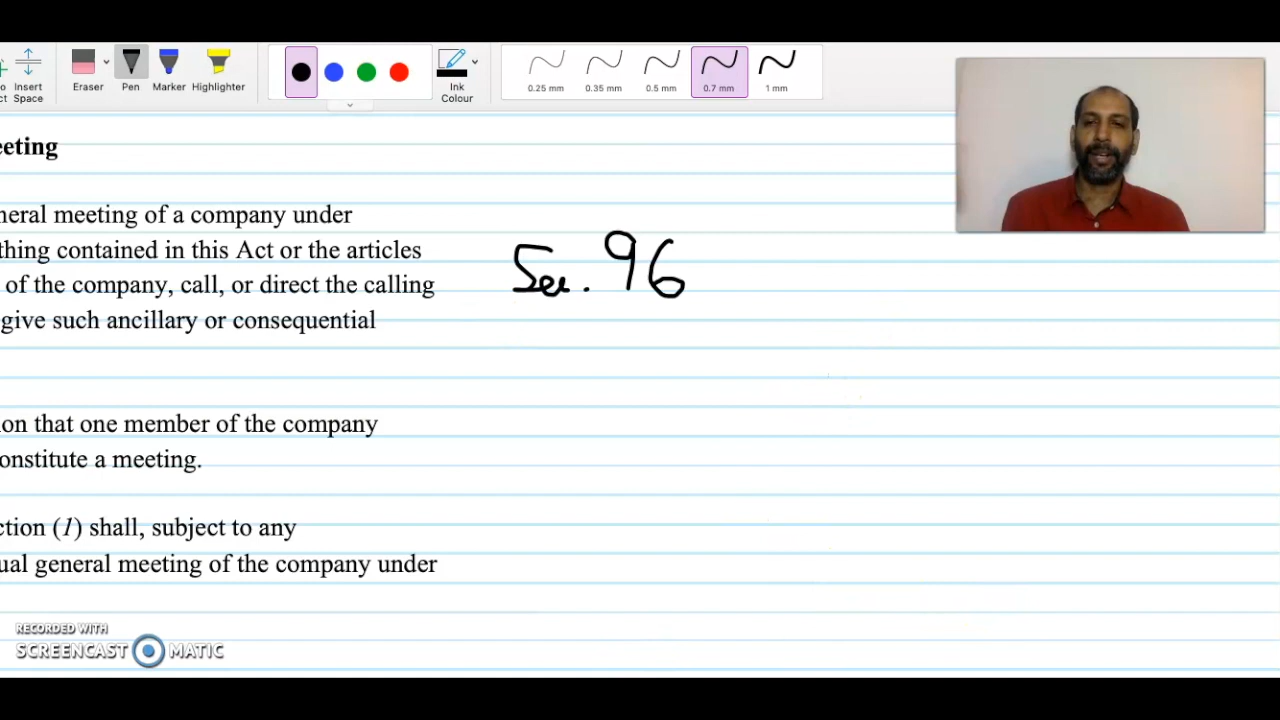 Insert
Space
Eraser
Pen
Marker
Highlighter
Ink
Colour
0.25 mm
0.35 mm
0.5 mm
0.7 mm
1 mm
eeting
neral meeting of a company under
thing contained in this Act or the articles
of the company, call, or direct the calling
give such ancillary or consequential
Sec. 96
on that one member of the company
onstitute a meeting.
ction (1) shall, subject to any
ual general meeting of the company under
RECORDED WITH
SCREENCAST MATIC